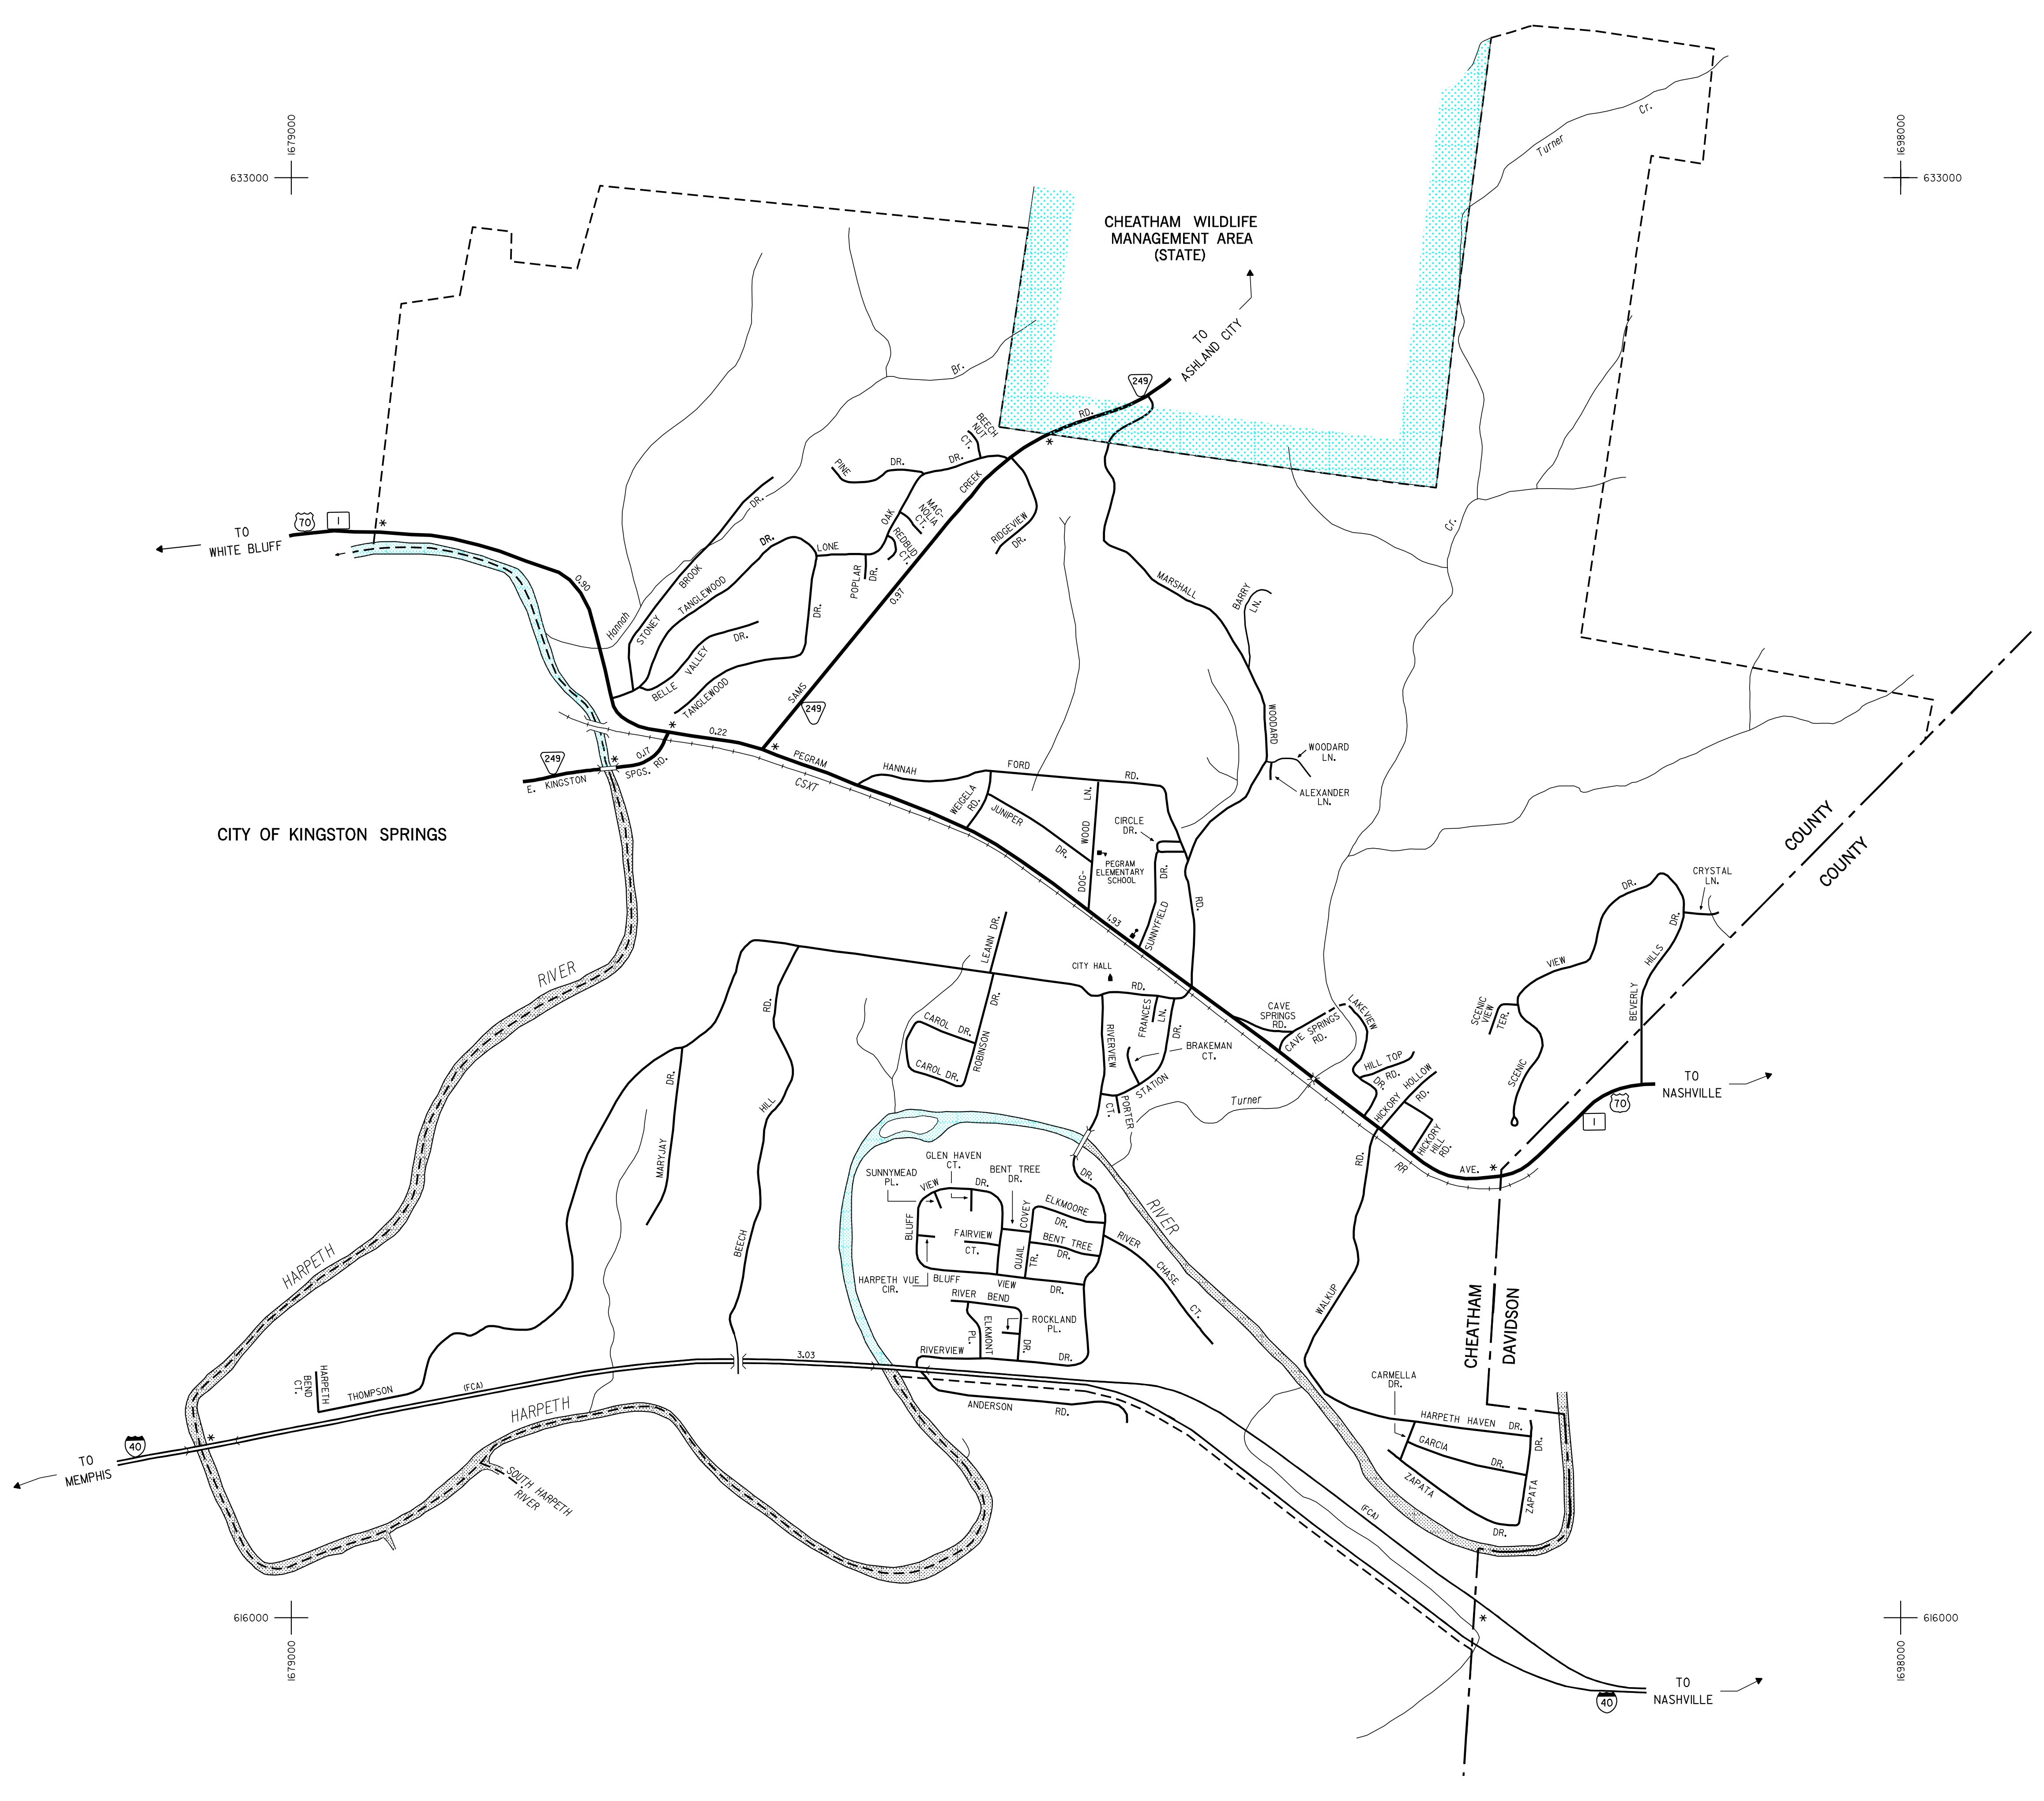 1679000
633000
1698000
633000
Cr.
Turner
CHEATHAM WILDLIFE
MANAGEMENT AREA
(STATE)
TO
ASHLAND CITY
249
RD.
Br.
BEECH
NUT
CT.
PINE
DR.
DR.
CREEK
MAG-
NOLIA
CT.
OAK
REDBUD
CT.
RIDGEVIEW
DR.
DR.
70
1
TO
WHITE BLUFF
Cr.
DR.
LONE
POPLAR
DR.
STONEY
BROOK
TANGLEWOOD
0.90
0.97
Hannah
DR.
MARSHALL
BARRY
LN.
BELLE
VALLEY
DR.
TANGLEWOOD
SAMS
249
0.22
WOODARD
WOODARD
LN.
ALEXANDER
LN.
249
0.17
E. KINGSTON
SPGS. RD.
PEGRAM
CSXT
HANNAH
FORD
RD.
WEIGELA
RD.
JUNIPER
DR.
LN.
WOOD
DOG-
CIRCLE
DR.
PEGRAM
ELEMENTARY
SCHOOL
DR.
SUNNYFIELD
RD.
1.93
CITY OF KINGSTON SPRINGS
COUNTY
COUNTY
CRYSTAL
LN.
DR.
DR.
HILLS
BEVERLY
VIEW
SCENIC
VIEW
TER.
SCENIC
RIVER
LEANN DR.
CITY HALL
RD.
DR.
CAROL DR.
CAROL DR.
ROBINSON
RD.
HILL
BEECH
RIVERVIEW
FRANCES
LN.
DR.
BRAKEMAN
CT.
STATION
PORTER
CT.
CAVE
SPRINGS
RD.
CAVE SPRINGS
RD.
LAKEVIEW
DR.
HILL TOP
RD.
HICKORY HOLLOW
RD.
HICKORY
HILL
RD.
TO
NASHVILLE
70
1
Turner
RR
AVE.
DR.
MARYJAY
GLEN HAVEN
CT.
SUNNYMEAD
PL.
BENT TREE
DR.
VIEW
DR.
BLUFF
FAIRVIEW
CT.
COVEY
QUAIL
TR.
ELKMOORE
DR.
BENT TREE
DR.
DR.
RIVER
RIVER
CHASE
CT.
HARPETH VUE
CIR.
BLUFF
VIEW
DR.
RIVER BEND
ROCKLAND
PL.
ELKMONT
PL.
DR.
RIVERVIEW
DR.
RD.
WALKUP
CHEATHAM
DAVIDSON
HARPETH
3.03
HARPETH
BEND
CT.
THOMPSON
(FCA)
HARPETH
ANDERSON
RD.
CARMELLA
DR.
HARPETH HAVEN
DR.
GARCIA
DR.
DR.
ZAPATA
ZAPATA
DR.
TO
MEMPHIS
40
SOUTH HARPETH
RIVER
(FCA)
616000
1679000
616000
1698000
TO
NASHVILLE
40